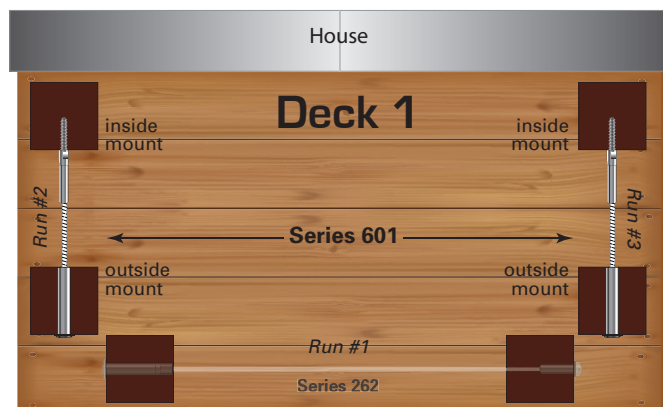 House
Deck 1
inside
mount
inside
mount
Run #2
Run #3
Series 601
outside
mount
outside
mount
Run #1
Series 262